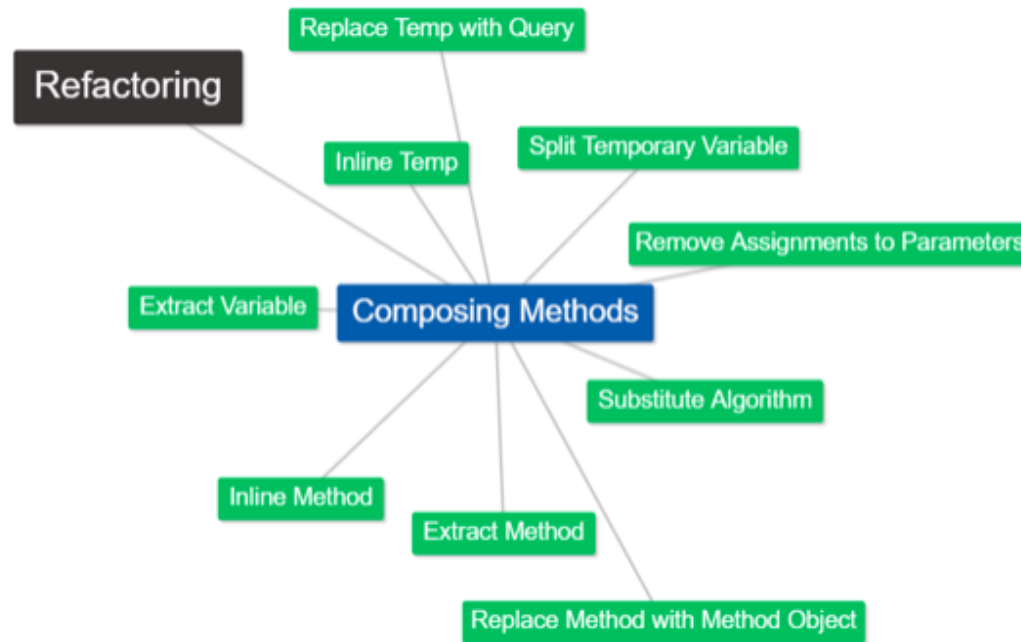 Replace Temp with Query
Refactoring
Split Temporary Variable
Inline Temp
Remove Assignments to Parameters
Extract Variable
Composing Methods
Substitute Algorithm
Inline Method
Extract Method
Replace Method with Method Object